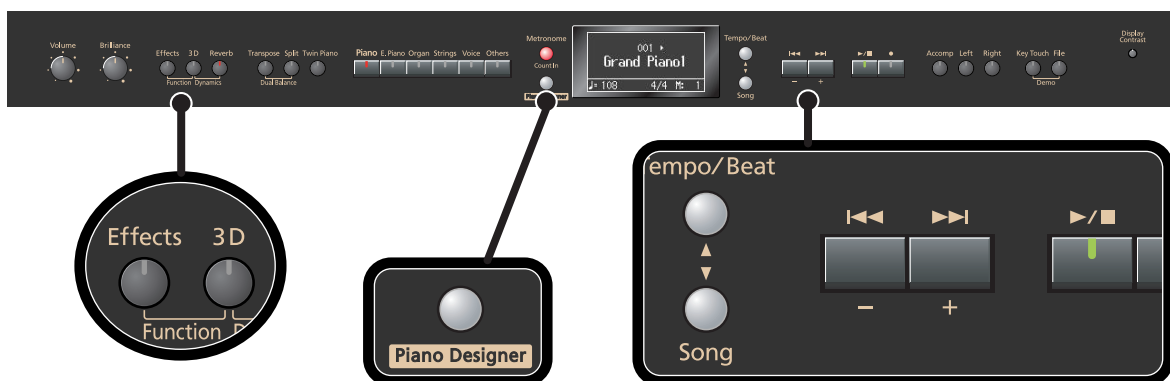 Volume
Brilliance
Effects 3D Reverb
Function Dynamics
Transpose Split Twin Piano
Dual Balance
Piano E. Piano Organ Strings Voice Others
Metronome
Count In
001
Grand Piano1
♩= 108 4/4 M: 1
Tempo/Beat
Song
− +
Accomp Left Right
Key Touch File
Demo
Display
Contrast
Effects 3D
Function D
Piano Designer
empo/Beat
Song
− +